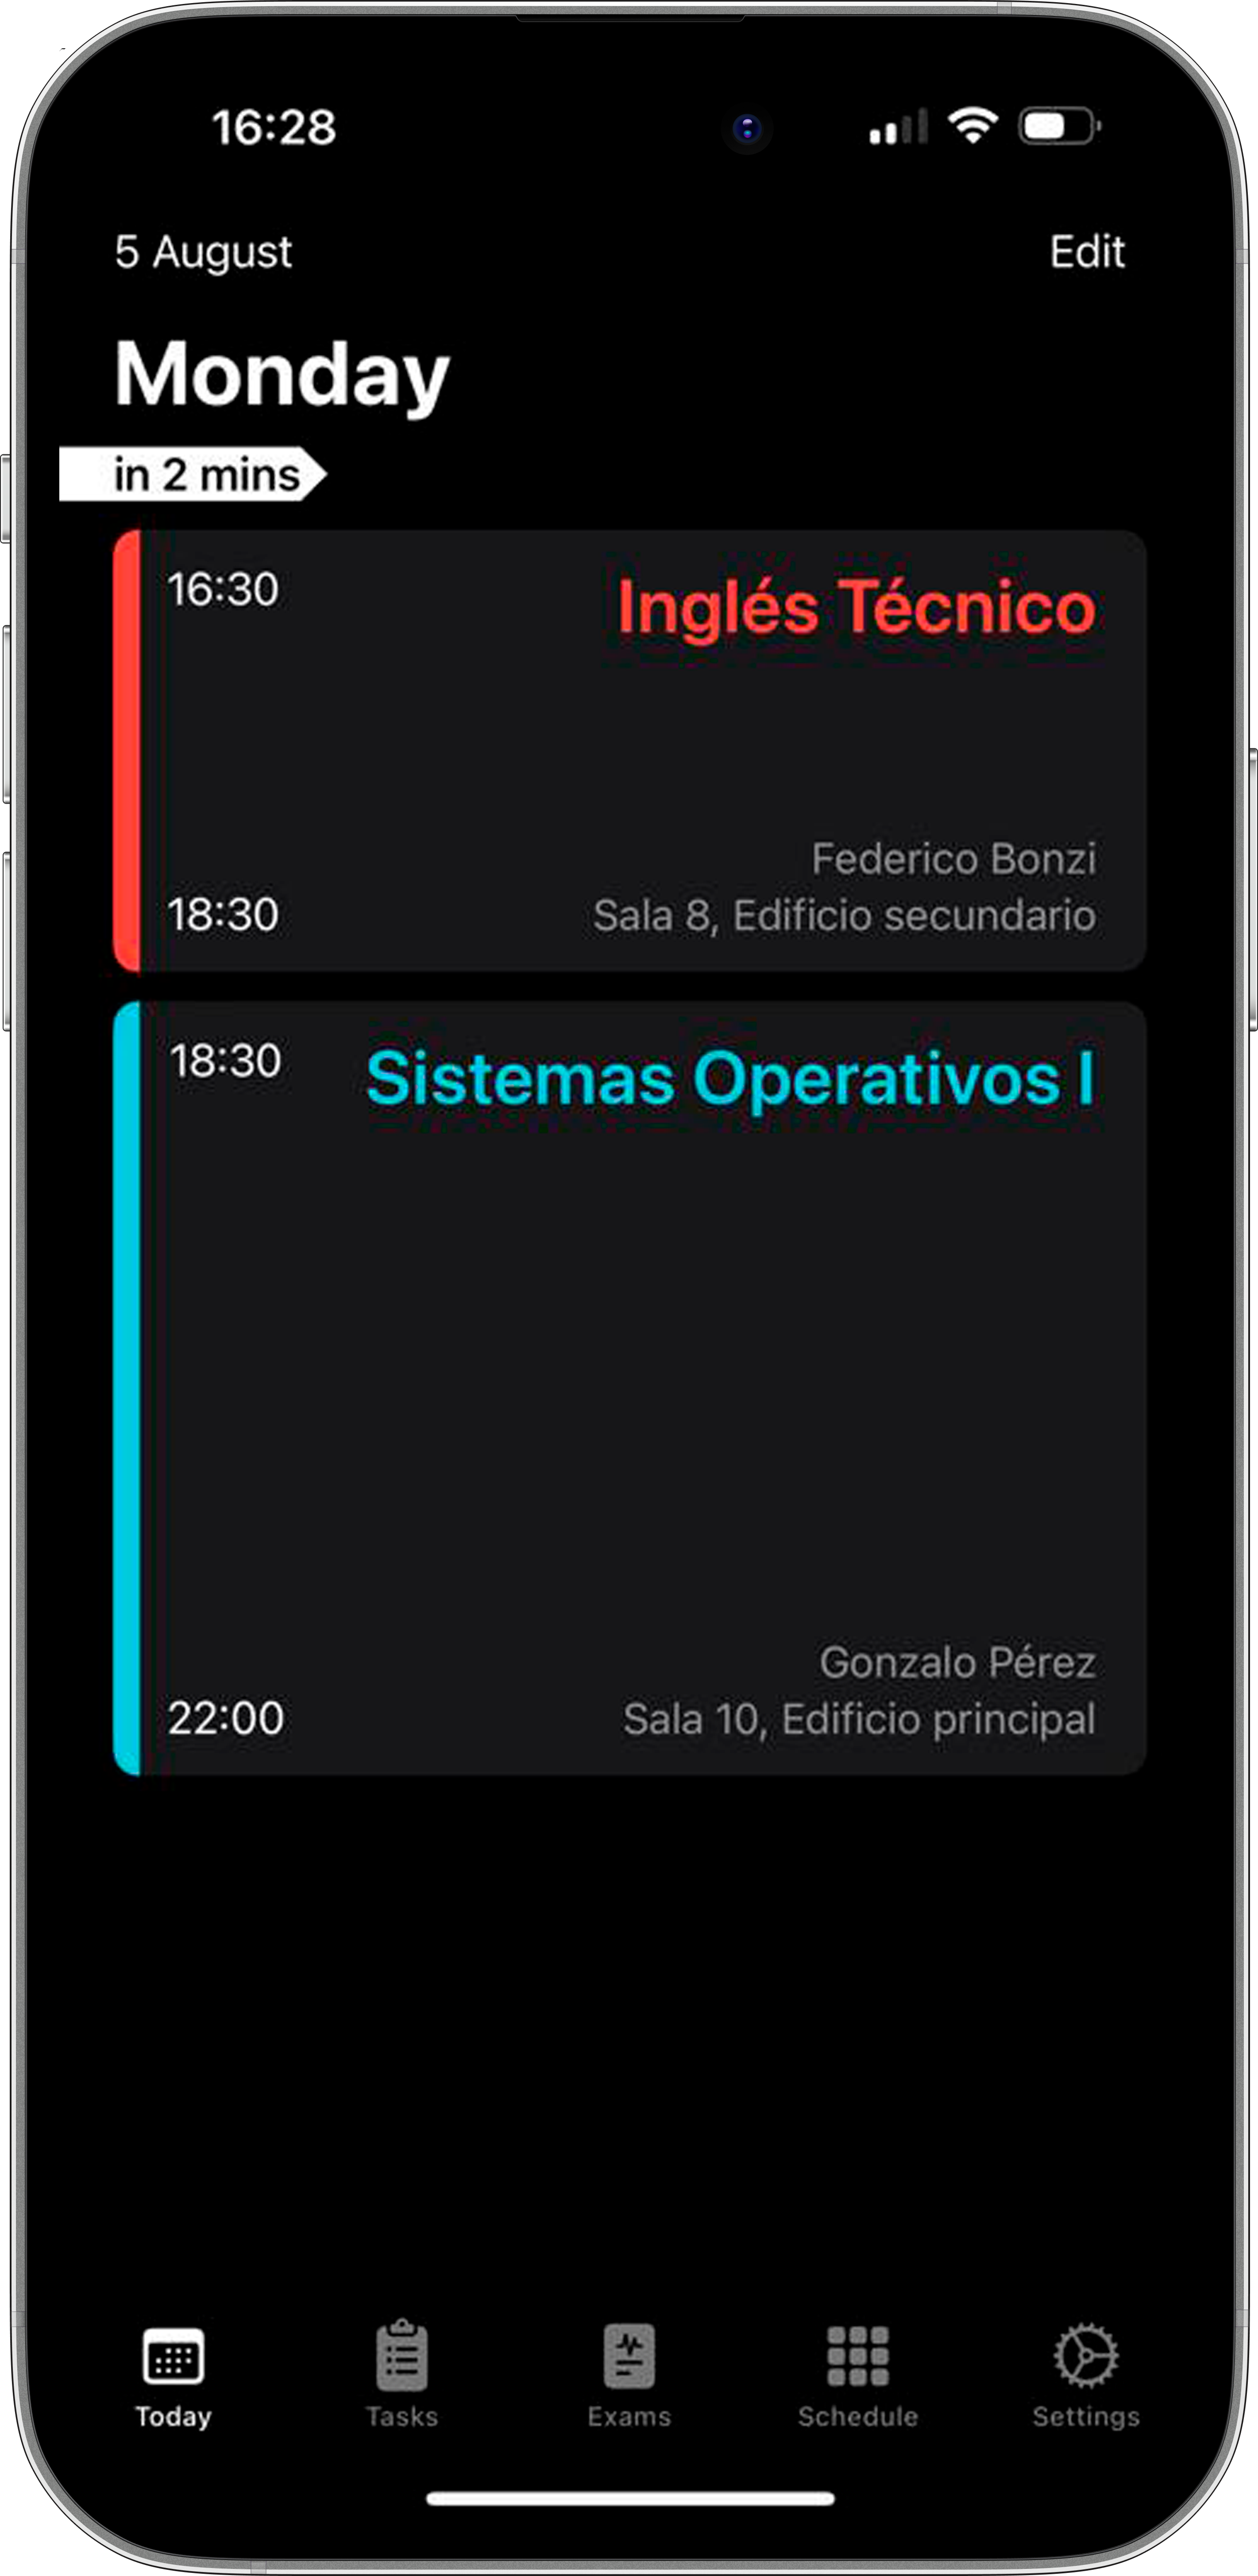 16:28
5 August Edit
Monday
in 2 mins
16:30 Inglés Técnico
Federico Bonzi
18:30 Sala 8, Edificio secundario
18:30 Sistemas Operativos I
Gonzalo Pérez
22:00 Sala 10, Edificio principal
Today Tasks Exams Schedule Settings